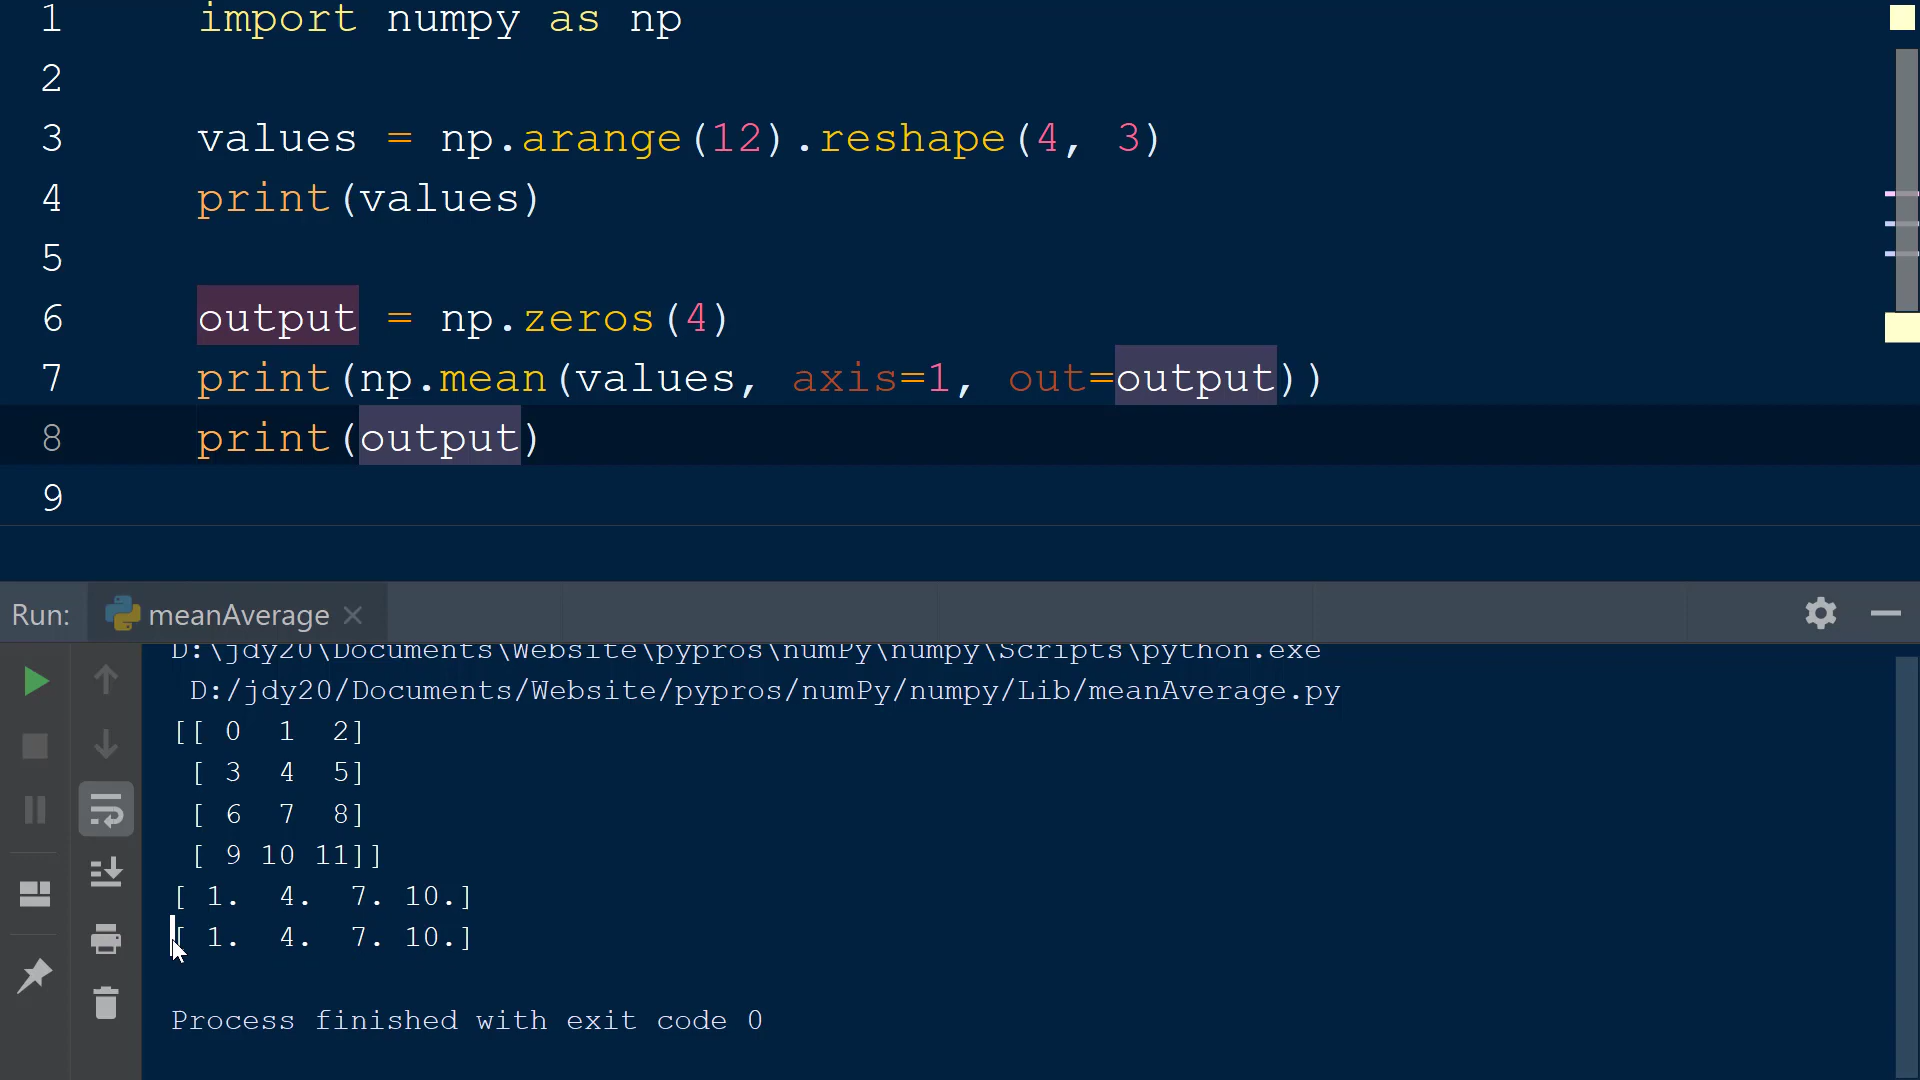 1 import numpy as np
2
3 values = np.arange(12).reshape(4, 3)
4 print(values)
5
6 output = np.zeros(4)
7 print(np.mean(values, axis=1, out=output))
8 print(output)
9
Run: meanAverage
D:\jdy20\Documents\Website\pypros\numPy\numpy\Scripts\python.exe
D:/jdy20/Documents/Website/pypros/numPy/numpy/Lib/meanAverage.py
[[ 0  1  2]
 [ 3  4  5]
 [ 6  7  8]
 [ 9 10 11]]
[ 1.  4.  7. 10.]
[ 1.  4.  7. 10.]
Process finished with exit code 0